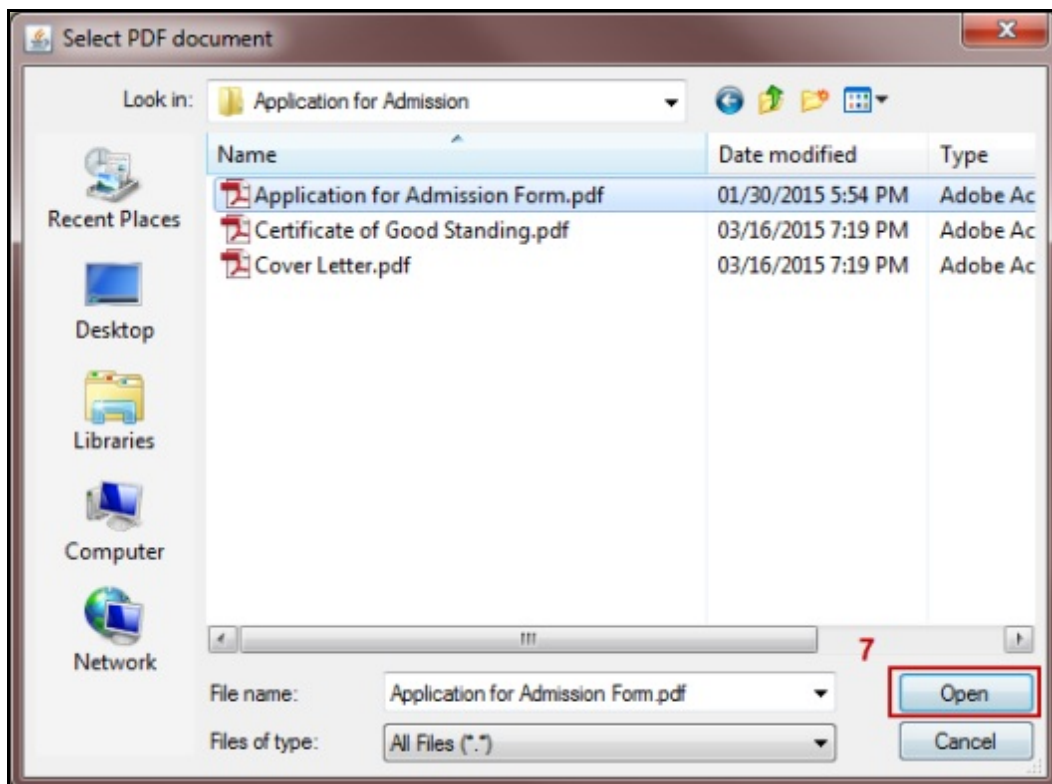 Select PDF document
Look in: Application for Admission
Name Date modified Type
Application for Admission Form.pdf 01/30/2015 5:54 PM Adobe Ac
Certificate of Good Standing.pdf 03/16/2015 7:19 PM Adobe Ac
Cover Letter.pdf 03/16/2015 7:19 PM Adobe Ac
Recent Places
Desktop
Libraries
Computer
Network
7
File name: Application for Admission Form.pdf Open
Files of type: All Files (*.*) Cancel